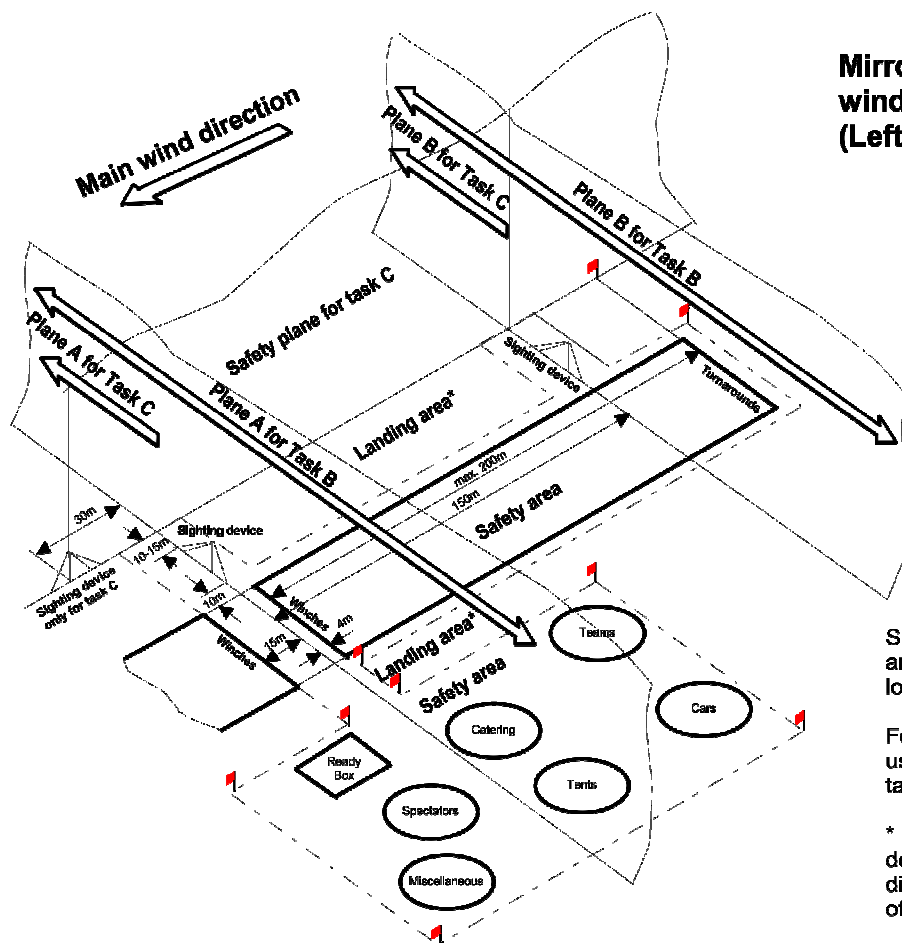 Mirro
wind
(Left
Main wind direction
Plane B for Task C
Plane B for Task B
Safety plane for task C
Plane A for Task C
Plane A for Task B
Sighting device
Turnarounds
Landing area*
max. 200m
150m
Safety area
30m
10-15m
Sighting device
Sighting device
only for task C
10m
Winches
4m
15m
Winches
Landing area*
Safety area
Teams
Cars
Catering
Tents
Ready
Box
Spectators
Miscellaneous
S
ar
lo
Fo
us
ta
*
de
di
of